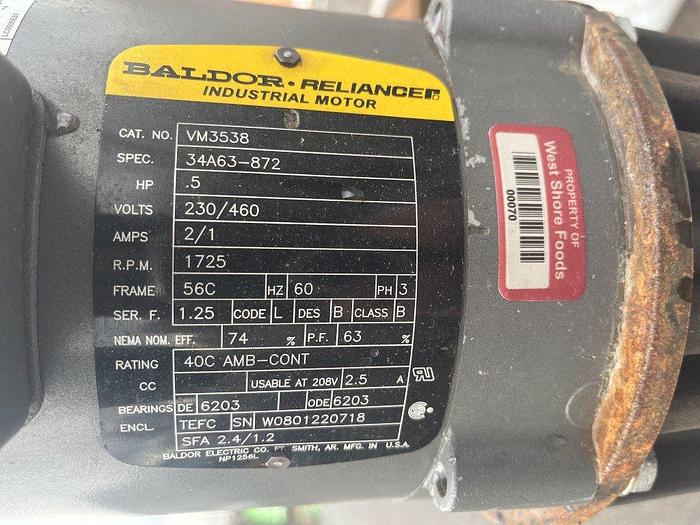 BALDOR • RELIANCE
INDUSTRIAL MOTOR
CAT. NO. VM3538
SPEC. 34A63-872
HP .5
VOLTS 230/460
AMPS 2/1
R.P.M. 1725
FRAME 56C HZ 60 PH 3
SER. F. 1.25 CODE L DES B CLASS B
NEMA NOM. EFF. 74 % P.F. 63 %
RATING 40C AMB-CONT
CC USABLE AT 208V 2.5 A
BEARINGS DE 6203 ODE 6203
ENCL. TEFC SN W0801220718
SFA 2.4/1.2
BALDOR ELECTRIC CO. FT. SMITH, AR. MFG. IN U.S.A.
NP1256L
PROPERTY OF
West Shore Foods
00070